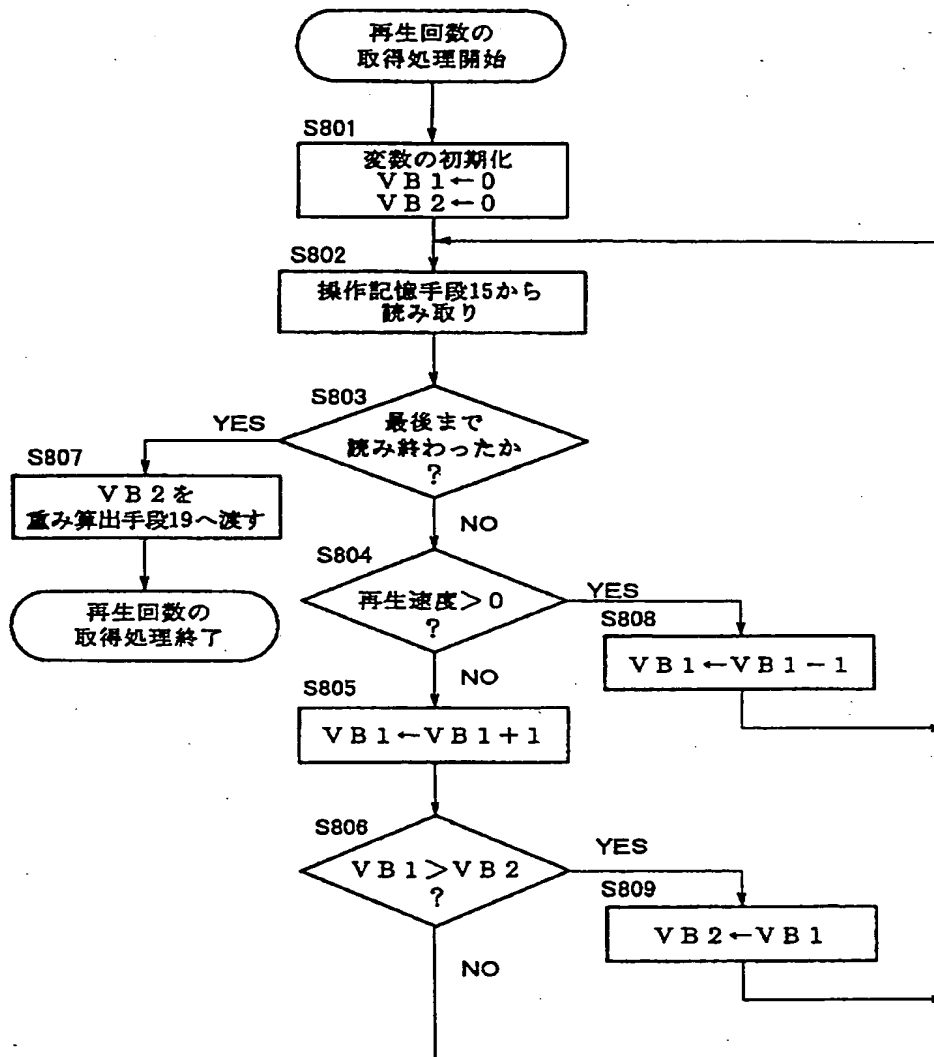 再生回数の
取得処理開始
S801
変数の初期化
VB1←0
VB2←0
S802
操作記憶手段15から
読み取り
S803
最後まで
読み終わったか
?
YES
NO
S807
VB2を
重み算出手段19へ渡す
再生回数の
取得処理終了
S804
再生速度>0
?
YES
NO
S808
VB1←VB1-1
S805
VB1←VB1+1
S806
VB1>VB2
?
YES
NO
S809
VB2←VB1